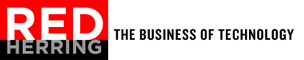 RED
HERRING
THE BUSINESS OF TECHNOLOGY